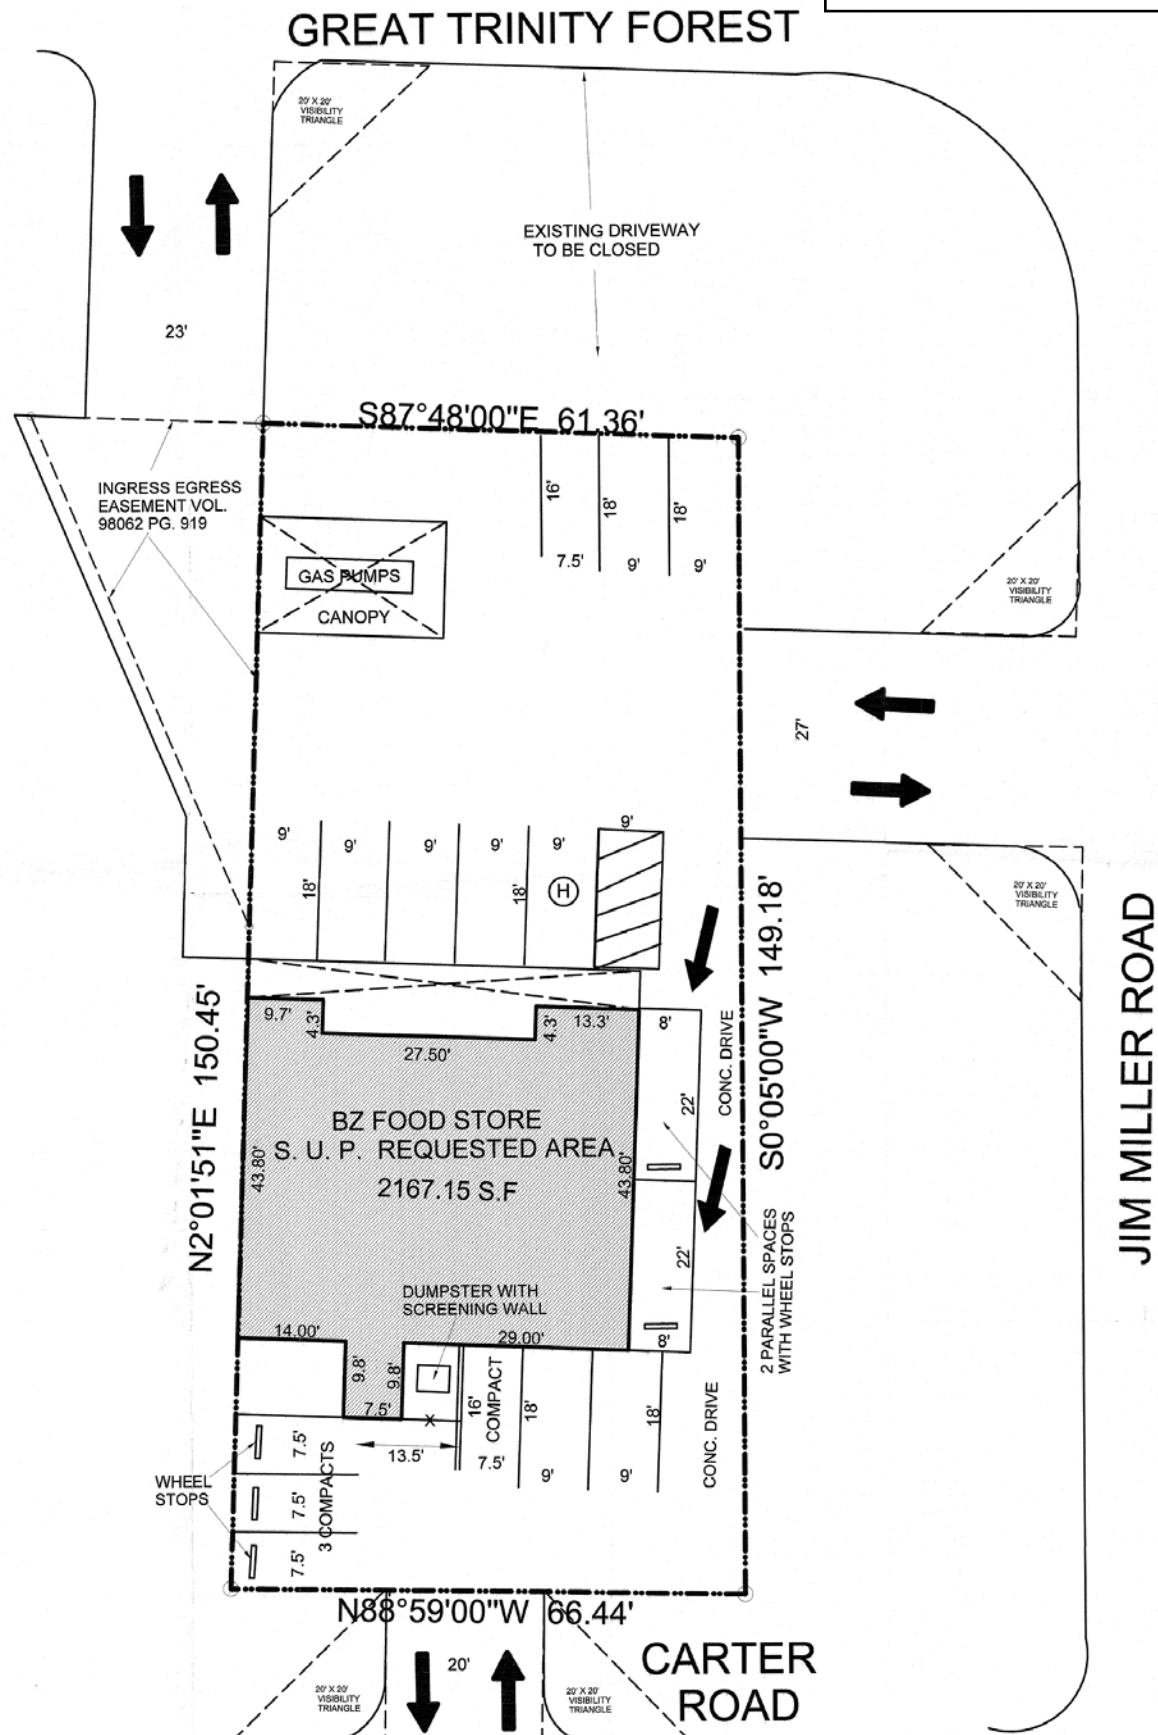 GREAT TRINITY FOREST
20' X 20'
VISIBILITY
TRIANGLE
EXISTING DRIVEWAY
TO BE CLOSED
23'
S87°48'00"E 61.36'
INGRESS EGRESS
EASEMENT VOL.
98062 PG. 919
16'
18'
18'
7.5'
9'
9'
GAS PUMPS
CANOPY
20' X 20'
VISIBILITY
TRIANGLE
27'
9'
9'
9'
9'
9'
9'
18'
18'
H
20' X 20'
VISIBILITY
TRIANGLE
JIM MILLER ROAD
S0°05'00"W 149.18'
N2°01'51"E 150.45'
9.7'
4.3'
27.50'
4.3'
13.3'
8'
CONC. DRIVE
22'
BZ FOOD STORE
S. U. P. REQUESTED AREA
2167.15 S.F
43.80'
43.80'
22'
2 PARALLEL SPACES
WITH WHEEL STOPS
DUMPSTER WITH
SCREENING WALL
14.00'
29.00'
8'
9.8'
9.8'
7.5'
X
13.5'
16'
COMPACT
7.5'
18'
18'
9'
9'
CONC. DRIVE
WHEEL
STOPS
7.5'
7.5'
7.5'
3 COMPACTS
N88°59'00"W 66.44'
20'
CARTER
ROAD
20' X 20'
VISIBILITY
TRIANGLE
20' X 20'
VISIBILITY
TRIANGLE